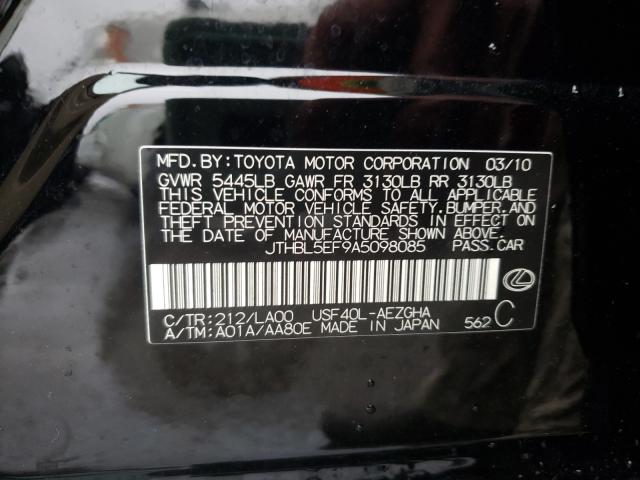 MFD. BY: TOYOTA MOTOR CORPORATION 03/10
GVWR 5445LB GAWR FR 3130LB RR 3130LB
THIS VEHICLE CONFORMS TO ALL APPLICABLE
FEDERAL MOTOR VEHICLE SAFETY, BUMPER, AND
THEFT PREVENTION STANDARDS IN EFFECT ON
THE DATE OF MANUFACTURE SHOWN ABOVE.
JTHBL5EF9A5098085 PASS. CAR
C/TR: 212/LA00 USF40L-AEZGHA
A/TM: A01A/AA80E MADE IN JAPAN 562 C